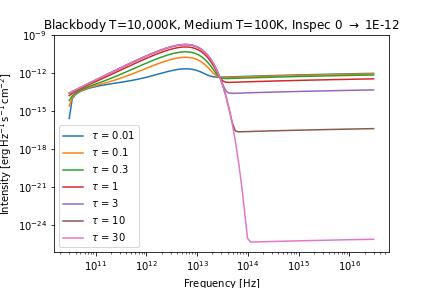 Blackbody T=10,000K, Medium T=100K, Inspec 0 → 1E-12
Intensity [erg Hz⁻¹ s⁻¹ cm⁻²]
10⁻⁹
10⁻¹²
10⁻¹⁵
10⁻¹⁸
10⁻²¹
10⁻²⁴
τ = 0.01
τ = 0.1
τ = 0.3
τ = 1
τ = 3
τ = 10
τ = 30
10¹¹ 10¹² 10¹³ 10¹⁴ 10¹⁵ 10¹⁶
Frequency [Hz]